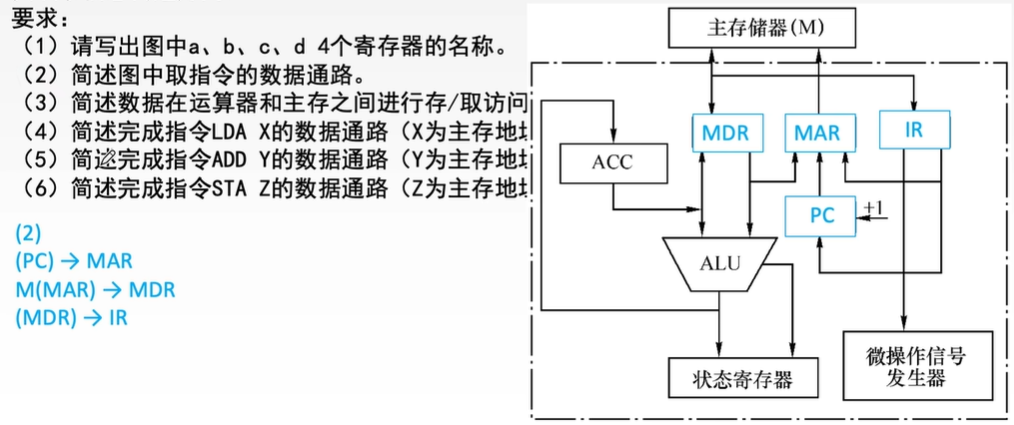 要求：
（1）请写出图中a、b、c、d 4个寄存器的名称。
（2）简述图中取指令的数据通路。
（3）简述数据在运算器和主存之间进行存/取访问
（4）简述完成指令LDA X的数据通路（X为主存地
（5）简述完成指令ADD Y的数据通路（Y为主存地
（6）简述完成指令STA Z的数据通路（Z为主存地
(2)
(PC) → MAR
M(MAR) → MDR
(MDR) → IR
主存储器(M)
MDR
MAR
IR
ACC
PC
+1
ALU
状态寄存器
微操作信号
发生器